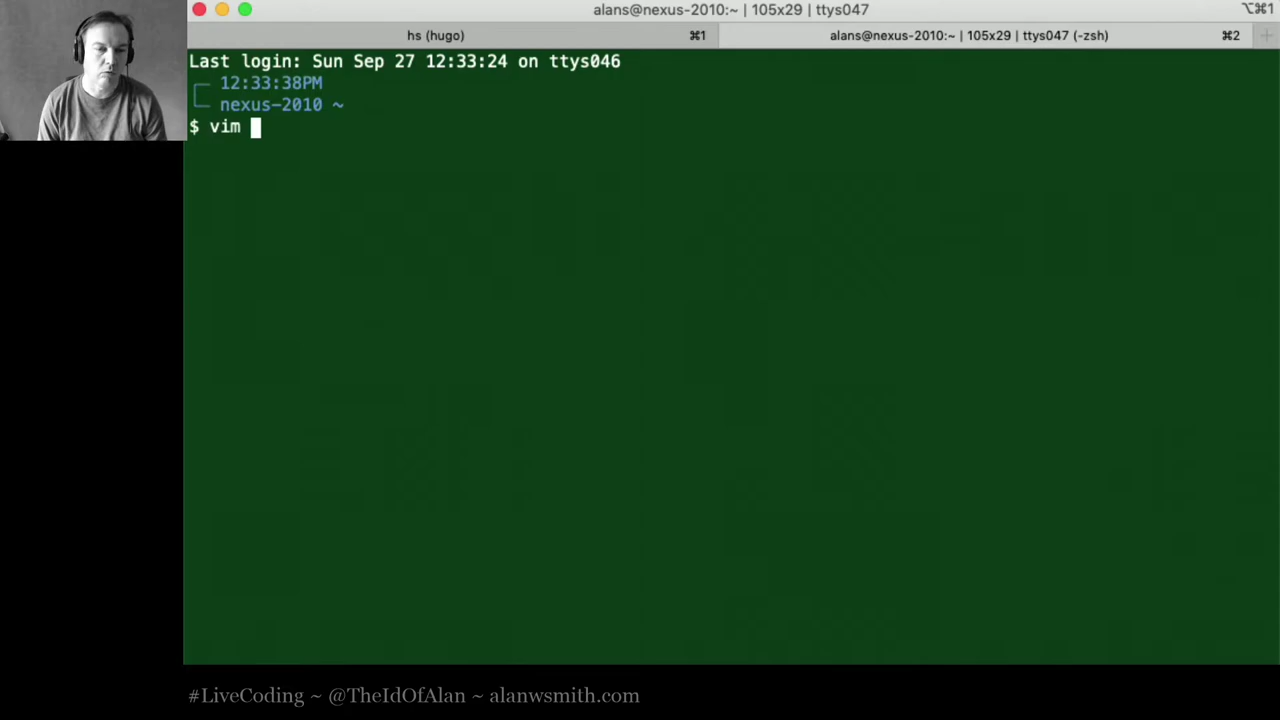 alans@nexus-2010:~ | 105x29 | ttys047
⌥⌘1
hs (hugo) ⌘1
alans@nexus-2010:~ | 105x29 | ttys047 (-zsh) ⌘2
Last login: Sun Sep 27 12:33:24 on ttys046
12:33:38PM
nexus-2010 ~
$ vim
#LiveCoding ~ @TheIdOfAlan ~ alanwsmith.com